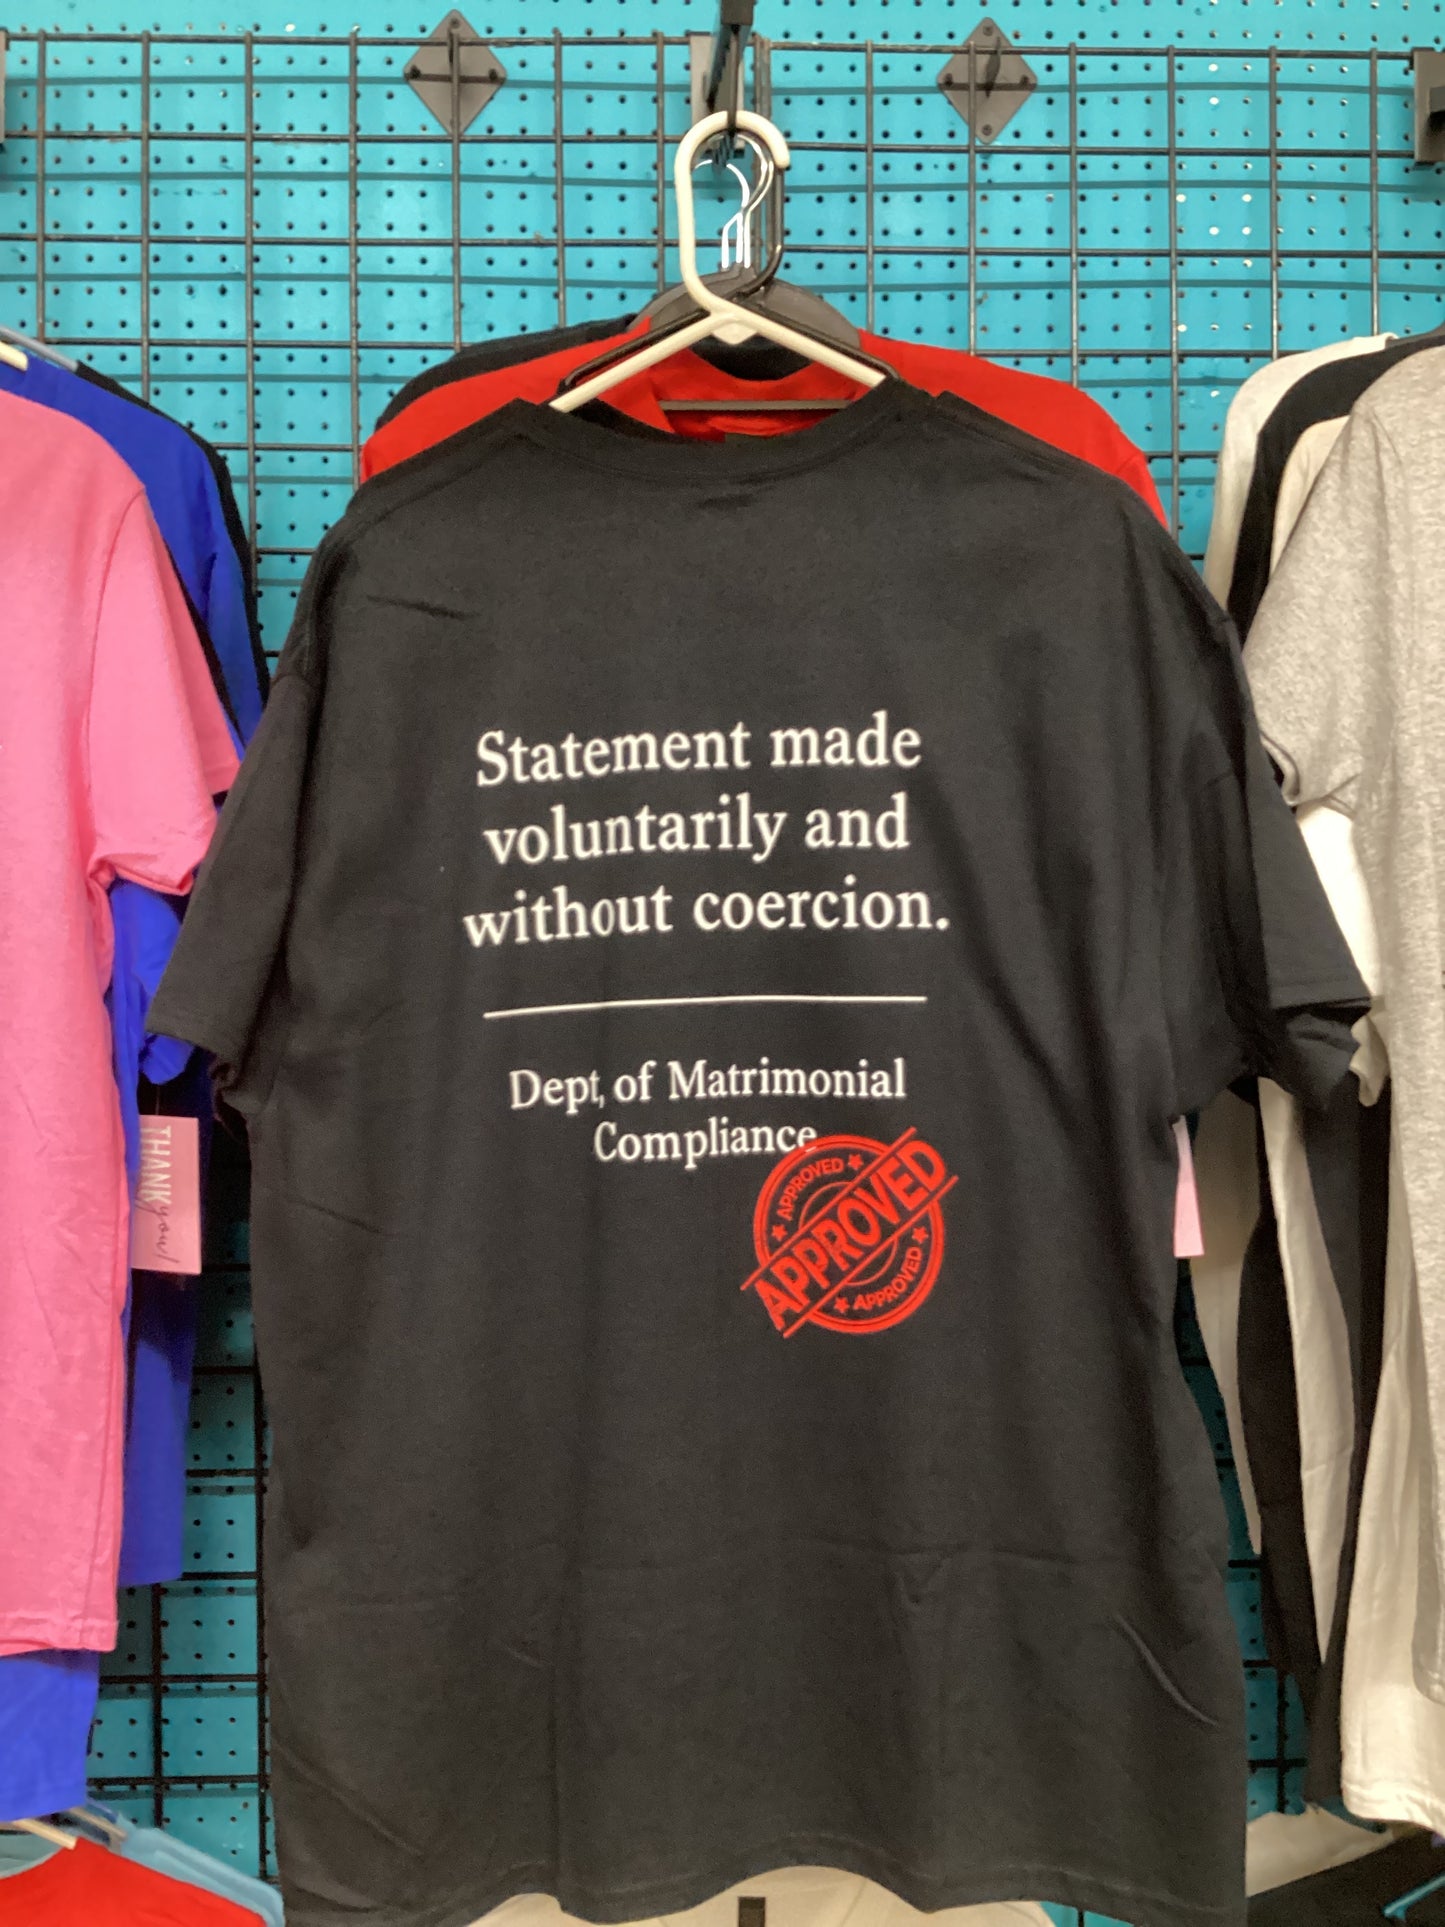 Statement made
voluntarily and
without coercion.
Dept, of Matrimonial
Compliance
APPROVED
APPROVED
APPROVED
THANK
you!